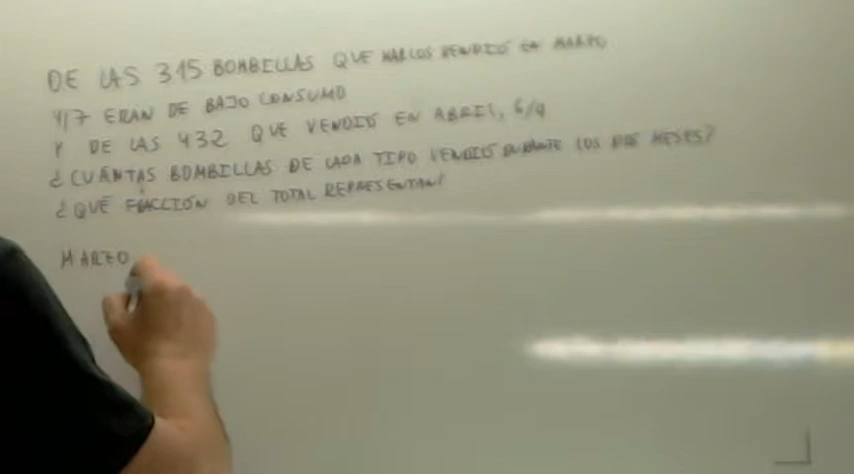 DE LAS 315 BOMBILLAS QUE MARCOS VENDIÓ EN MARZO
4/7 ERAN DE BAJO CONSUMO
Y DE LAS 432 QUE VENDIÓ EN ABRIL, 6/9
¿CUÁNTAS BOMBILLAS DE CADA TIPO VENDIÓ DURANTE LOS DOS MESES?
¿QUÉ FRACCIÓN DEL TOTAL REPRESENTAN?
MARZO